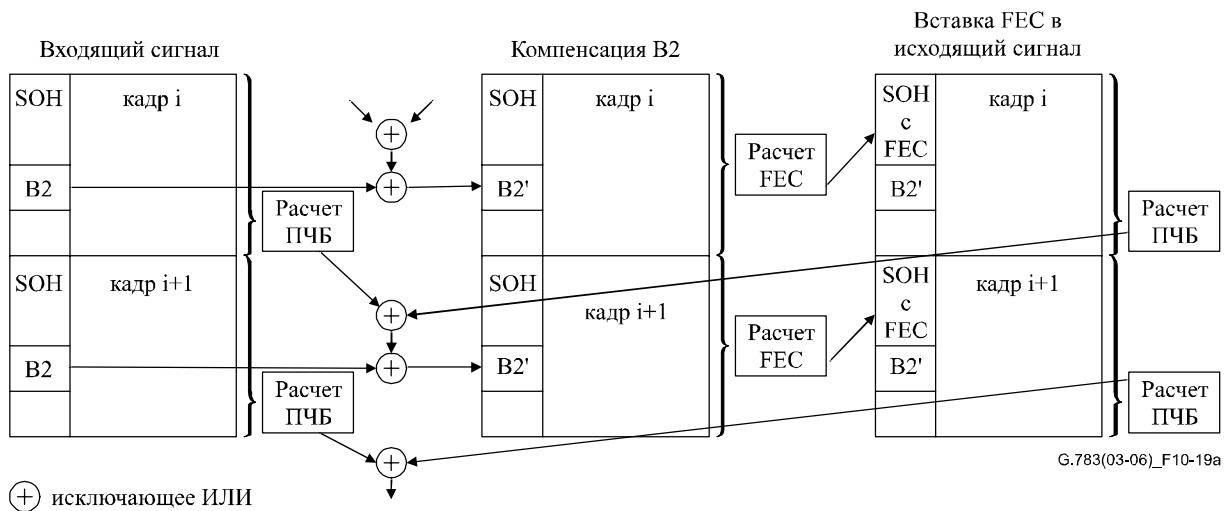 Входящий сигнал
Компенсация B2
Вставка FEC в
исходящий сигнал
SOH
кадр i
B2
Расчет
ПЧБ
SOH
кадр i+1
B2
Расчет
ПЧБ
SOH
кадр i
B2'
Расчет
FEC
SOH
кадр i+1
B2'
Расчет
FEC
SOH
с
FEC
кадр i
B2'
Расчет
ПЧБ
SOH
с
FEC
кадр i+1
B2'
Расчет
ПЧБ
G.783(03-06)_F10-19a
+ исключающее ИЛИ